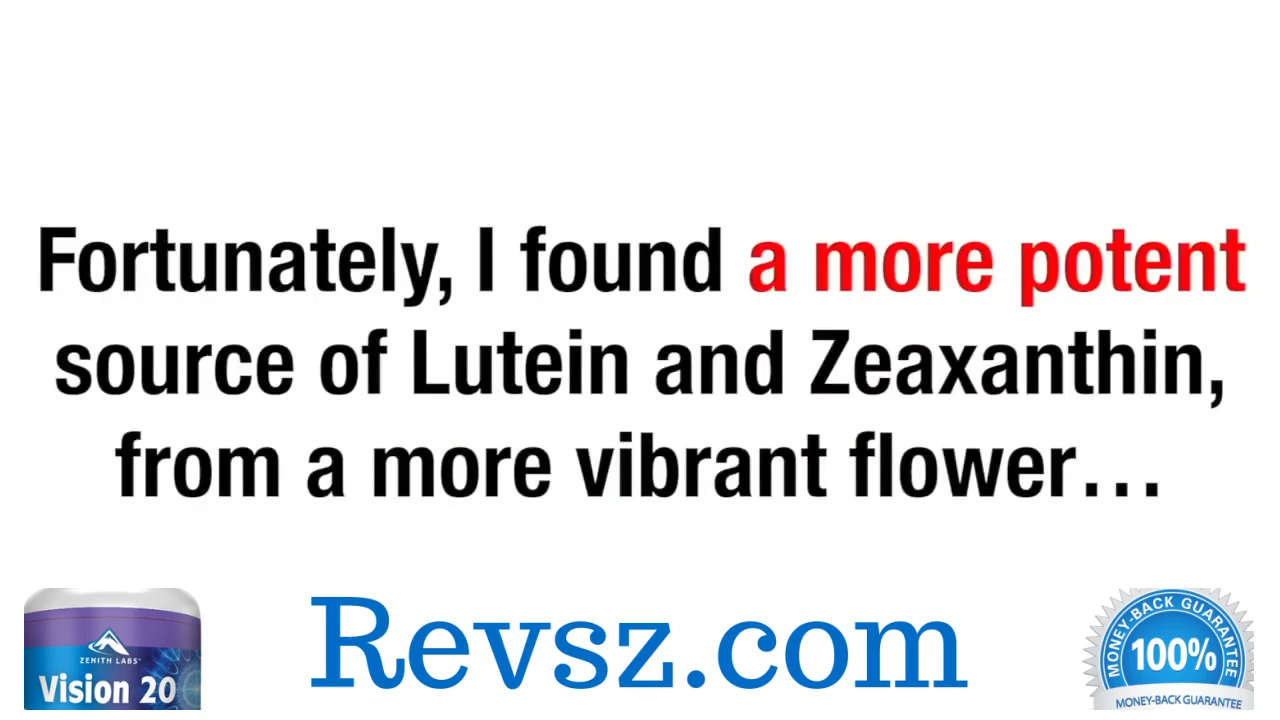 Fortunately, I found a more potent
source of Lutein and Zeaxanthin,
from a more vibrant flower…
ZENITH LABS™
Vision 20
Revsz.com
MONEY-BACK GUARANTEE
100%
MONEY-BACK GUARANTEE